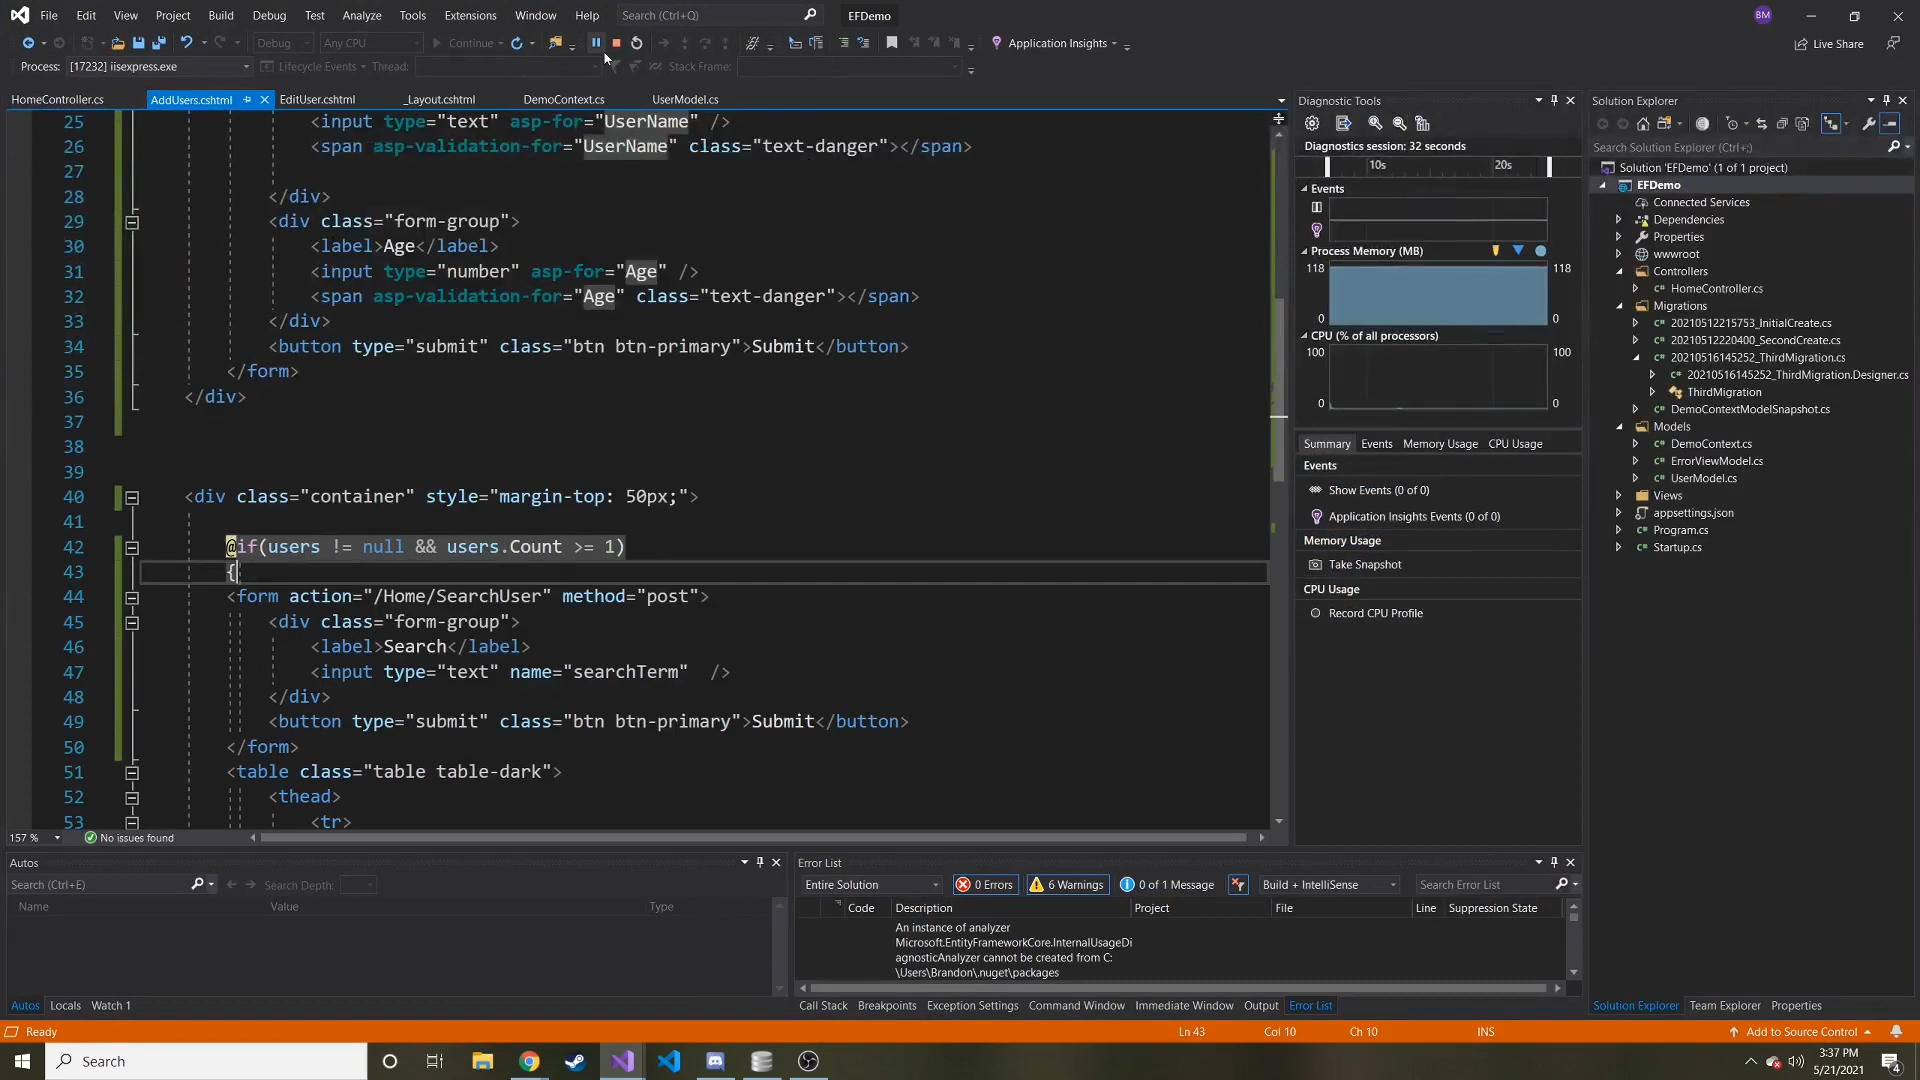 File Edit View Project Build Debug Test Analyze Tools Extensions Window Help Search (Ctrl+Q) EFDemo BM
Debug Any CPU Continue Application Insights Live Share
Process: [17232] iisexpress.exe Lifecycle Events Thread: Stack Frame:
HomeController.cs AddUsers.cshtml EditUser.cshtml _Layout.cshtml DemoContext.cs UserModel.cs
25 <input type="text" asp-for="UserName" />
26 <span asp-validation-for="UserName" class="text-danger"></span>
27
28 </div>
29 <div class="form-group">
30 <label>Age</label>
31 <input type="number" asp-for="Age" />
32 <span asp-validation-for="Age" class="text-danger"></span>
33 </div>
34 <button type="submit" class="btn btn-primary">Submit</button>
35 </form>
36 </div>
37
38
39
40 <div class="container" style="margin-top: 50px;">
41
42 @if(users != null && users.Count >= 1)
43 {
44 <form action="/Home/SearchUser" method="post">
45 <div class="form-group">
46 <label>Search</label>
47 <input type="text" name="searchTerm" />
48 </div>
49 <button type="submit" class="btn btn-primary">Submit</button>
50 </form>
51 <table class="table table-dark">
52 <thead>
53 <tr>
157 % No issues found
Diagnostic Tools
Diagnostics session: 32 seconds
10s 20s
Events
Process Memory (MB)
118 118
0 0
CPU (% of all processors)
100 100
0 0
Summary Events Memory Usage CPU Usage
Events
Show Events (0 of 0)
Application Insights Events (0 of 0)
Memory Usage
Take Snapshot
CPU Usage
Record CPU Profile
Solution Explorer
Search Solution Explorer (Ctrl+;)
Solution 'EFDemo' (1 of 1 project)
EFDemo
Connected Services
Dependencies
Properties
wwwroot
Controllers
HomeController.cs
Migrations
20210512215753_InitialCreate.cs
20210512220400_SecondCreate.cs
20210516145252_ThirdMigration.cs
20210516145252_ThirdMigration.Designer.cs
ThirdMigration
DemoContextModelSnapshot.cs
Models
DemoContext.cs
ErrorViewModel.cs
UserModel.cs
Views
appsettings.json
Program.cs
Startup.cs
Autos
Search (Ctrl+E) Search Depth:
Name Value Type
Autos Locals Watch 1
Error List
Entire Solution 0 Errors 6 Warnings 0 of 1 Message Build + IntelliSense Search Error List
Code Description Project File Line Suppression State
An instance of analyzer
Microsoft.EntityFrameworkCore.InternalUsageDi
agnosticAnalyzer cannot be created from C:
\Users\Brandon\.nuget\packages
Call Stack Breakpoints Exception Settings Command Window Immediate Window Output Error List
Solution Explorer Team Explorer Properties
Ready Ln 43 Col 10 Ch 10 INS Add to Source Control
Search 3:37 PM
5/21/2021 4